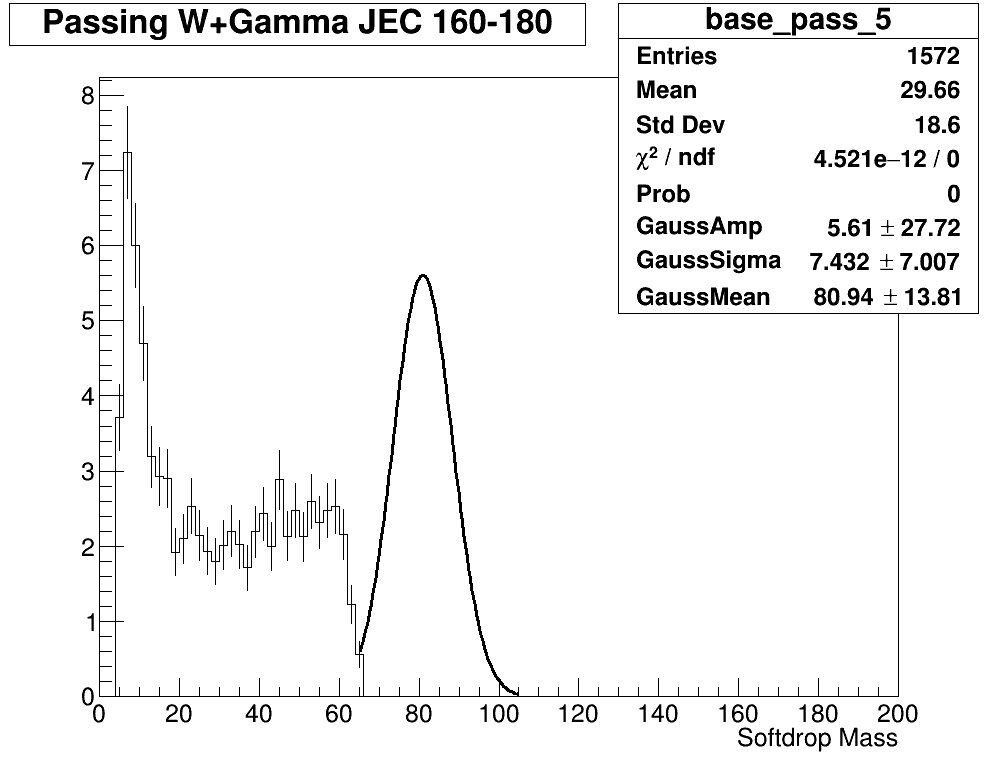 Passing W+Gamma JEC 160-180
base_pass_5
Entries 1572
Mean 29.66
Std Dev 18.6
χ² / ndf 4.521e−12 / 0
Prob 0
GaussAmp 5.61 ± 27.72
GaussSigma 7.432 ± 7.007
GaussMean 80.94 ± 13.81
8
7
6
5
4
3
2
1
0
0 20 40 60 80 100 120 140 160 180 200
Softdrop Mass